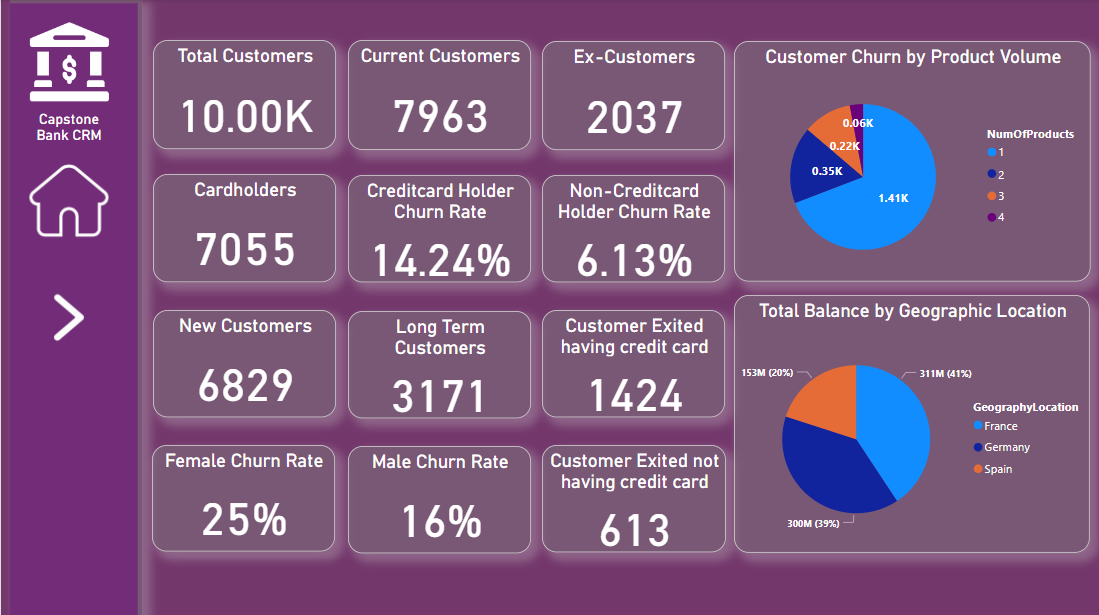 Capstone
Bank CRM
Total Customers
10.00K
Current Customers
7963
Ex-Customers
2037
Cardholders
7055
Creditcard Holder
Churn Rate
14.24%
Non-Creditcard
Holder Churn Rate
6.13%
New Customers
6829
Long Term
Customers
3171
Customer Exited
having credit card
1424
Female Churn Rate
25%
Male Churn Rate
16%
Customer Exited not
having credit card
613
Customer Churn by Product Volume
0.06K
0.22K
0.35K
1.41K
NumOfProducts
1
2
3
4
Total Balance by Geographic Location
153M (20%)
311M (41%)
300M (39%)
GeographyLocation
France
Germany
Spain